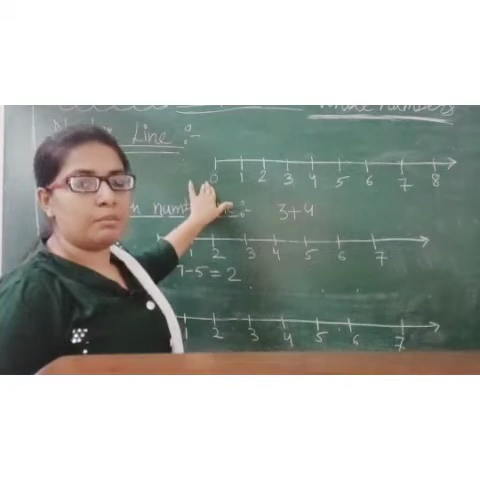 Whole numbers
Line :-
0 1 2 3 4 5 6 7 8
3+4
1 2 3 4 5 6 7
7-5=2
1 2 3 4 5 6 7